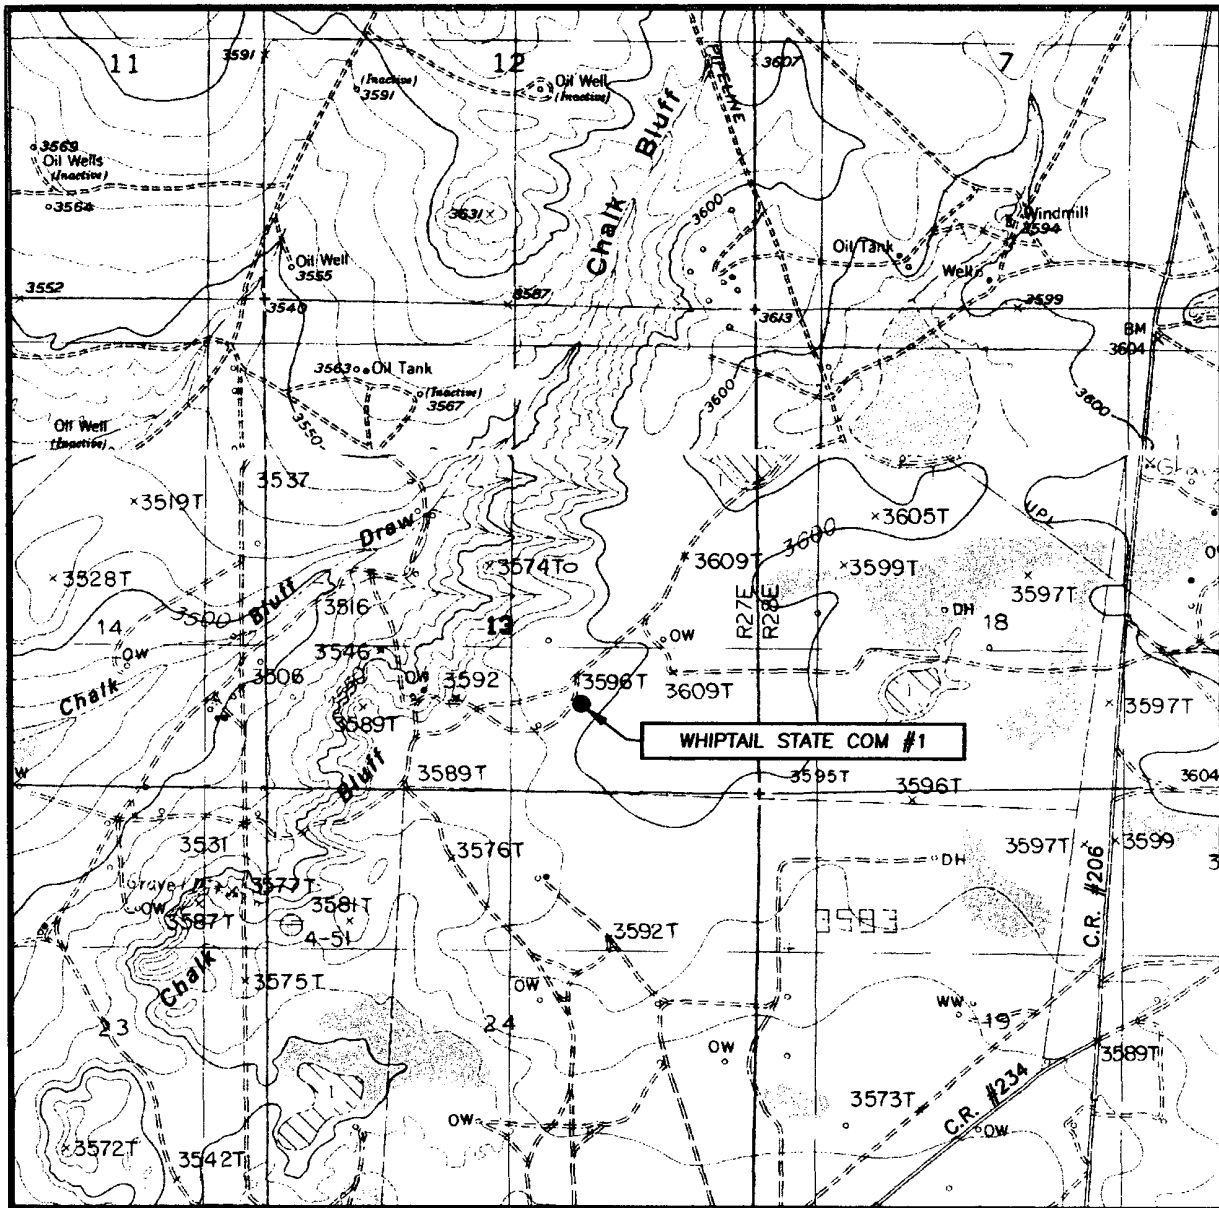 11
3591
(Inactive)
3591
12
Oil Well
(Inactive)
PIPELINE
3607
7
Chalk Bluff
3569
Oil Wells
(Inactive)
3564
3631
3600
Windmill
3594
Oil Tank
Well
Oil Well
3555
3552
3540
3587
3613
3599
BM
3604
3563
Oil Tank
(Inactive)
3567
3600
3600
3550
Oil Well
(Inactive)
3537
3519T
Draw
3605T
UPL
3600
3609T
3599T
3574T
3597T
3528T
R27E
R28E
3516
Bluff
3500
DH
14
13
18
OW
OW
3546
3506
OW
3592
3596T
3609T
Chalk
3589T
3597T
WHIPTAIL STATE COM #1
W
Bluff
3589T
3595T
3596T
3604
3531
3576T
3597T
3599
DH
C.R. #206
3577T
OW
3587T
3581T
4-51
3583
3592T
Chalk
3575T
OW
WW
23
24
19
OW
3589T
3573T
C.R. #234
OW
OW
3572T
3542T